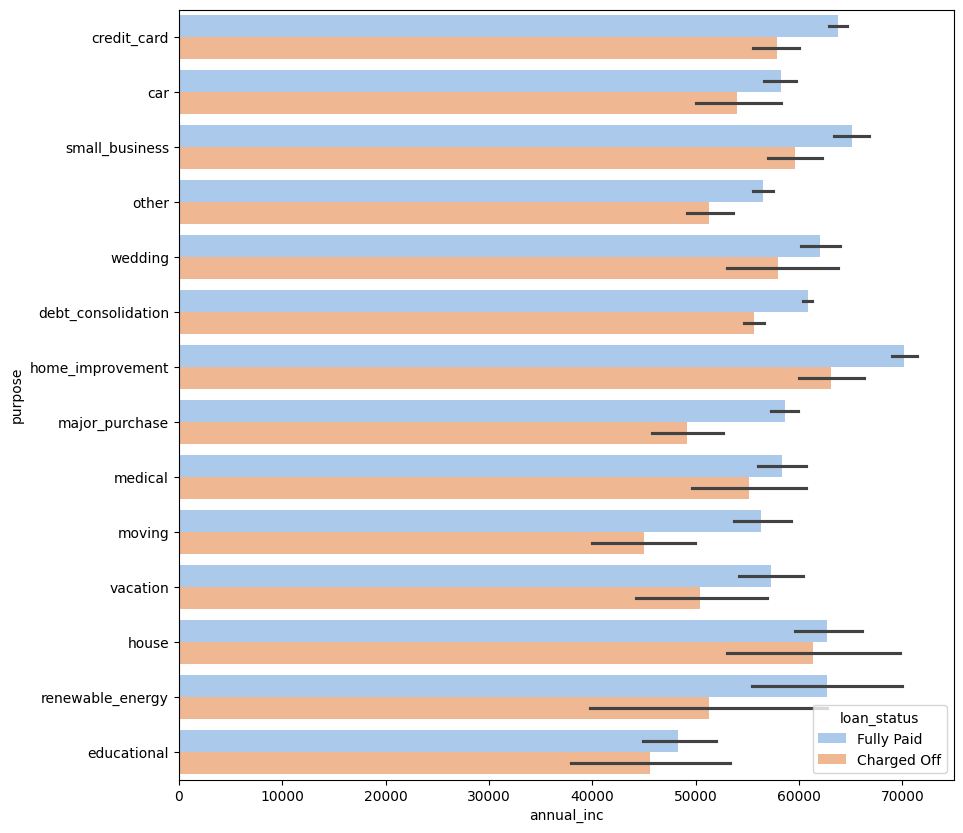 credit_card
car
small_business
other
wedding
debt_consolidation
home_improvement
major_purchase
medical
moving
vacation
house
renewable_energy
educational
purpose
0 10000 20000 30000 40000 50000 60000 70000
annual_inc
loan_status
Fully Paid
Charged Off